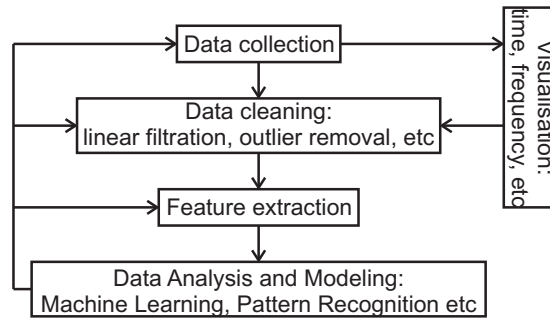 Data collection
Data cleaning:
linear filtration, outlier removal, etc
Feature extraction
Data Analysis and Modeling:
Machine Learning, Pattern Recognition etc
Visualisation:
time, frequency, etc